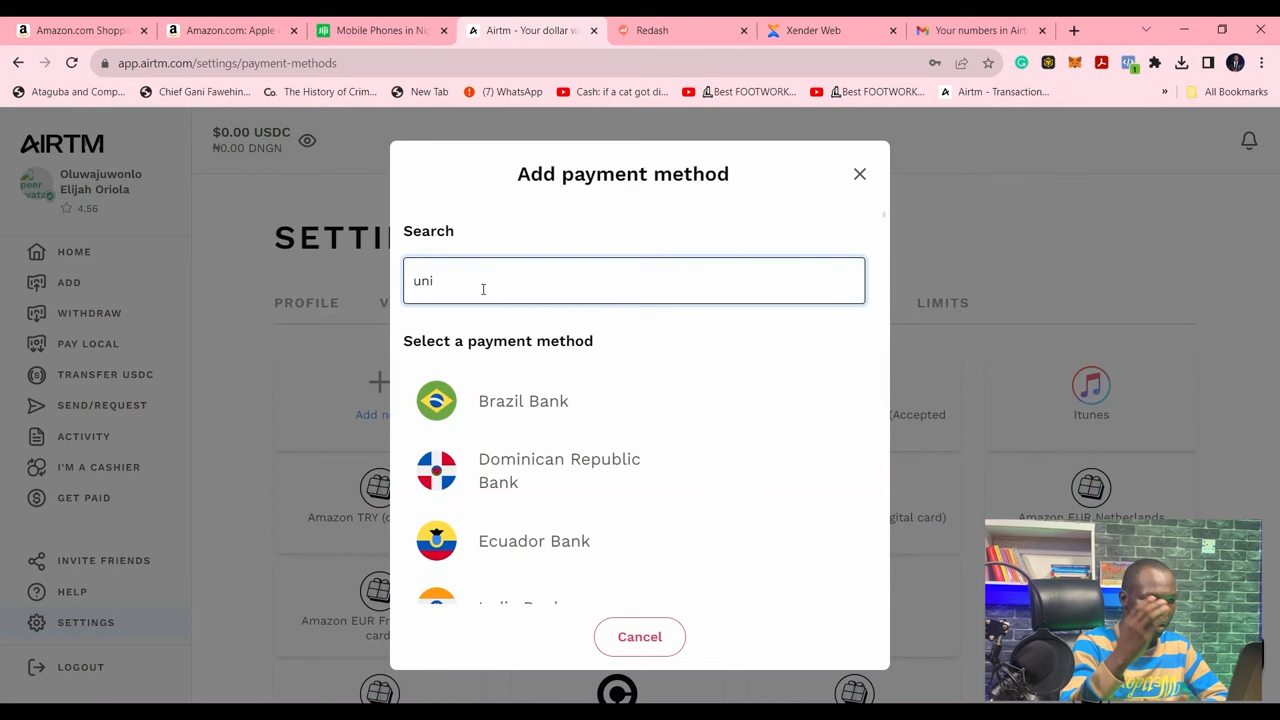 Amazon.com Shoppi
Amazon.com: Apple
Mobile Phones in Nig
Airtm - Your dollar w
Redash
Xender Web
Your numbers in Airt
app.airtm.com/settings/payment-methods
Ataguba and Comp...
Chief Gani Fawehin...
Co. The History of Crim...
New Tab
(7) WhatsApp
Cash: if a cat got di...
Best FOOTWORK...
Best FOOTWORK...
Airtm - Transaction...
»
All Bookmarks
AIRTM
$0.00 USDC
₦0.00 DNGN
Oluwajuwonlo
Elijah Oriola
4.56
HOME
ADD
WITHDRAW
PAY LOCAL
TRANSFER USDC
SEND/REQUEST
ACTIVITY
I'M A CASHIER
GET PAID
INVITE FRIENDS
HELP
SETTINGS
LOGOUT
SETTI
PROFILE
V
LIMITS
Add ne
(Accepted
Itunes
Amazon TRY (d
gital card)
Amazon EUR Netherlands
Amazon EUR Fr
card)
Add payment method
Search
uni
Select a payment method
Brazil Bank
Dominican Republic
Bank
Ecuador Bank
Cancel